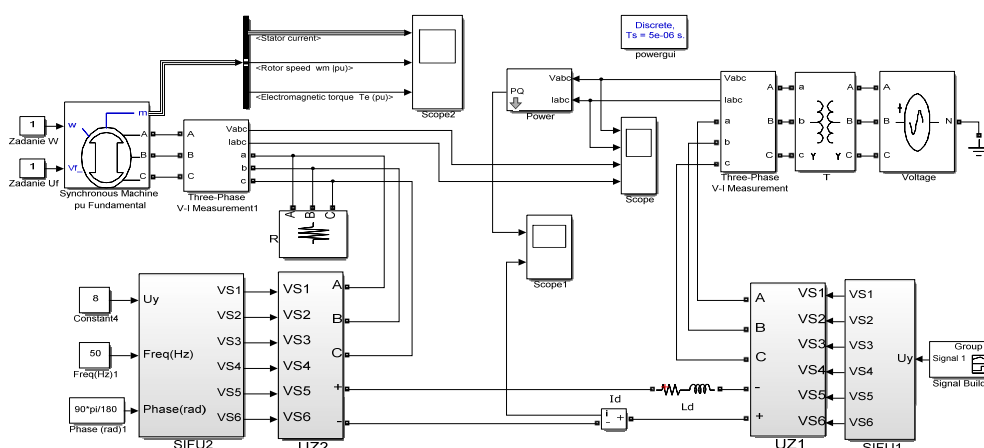 <Stator current>
<Rotor speed wm (pu)>
<Electromagnetic torque Te (pu)>
Scope2
Discrete,
Ts = 5e-06 s.
powergui
1
Zadanie W
1
Zadanie Uf
w
Vf_
m
A
B
C
Synchronous Machine
pu Fundamental
A
B
C
Vabc
Iabc
a
b
c
Three-Phase
V-I Measurement1
A
B
C
R
PQ
Vabc
Iabc
Power
Scope
Scope1
Vabc
Iabc
a
b
c
A
B
C
Three-Phase
V-I Measurement
a
b
c
A
B
C
Y
Y
T
A
B
C
N
Voltage
8
Constant4
50
Freq(Hz)1
90*pi/180
Phase (rad)1
Uy
Freq(Hz)
Phase(rad)
VS1
VS2
VS3
VS4
VS5
VS6
SIFU2
VS1
VS2
VS3
VS4
VS5
VS6
A
B
C
+
-
UZ2
Ld
Id
i
+
-
A
B
C
-
+
VS1
VS2
VS3
VS4
VS5
VS6
UZ1
VS1
VS2
VS3
VS4
VS5
VS6
Uy
SIFU1
Group
Signal 1
Signal Build